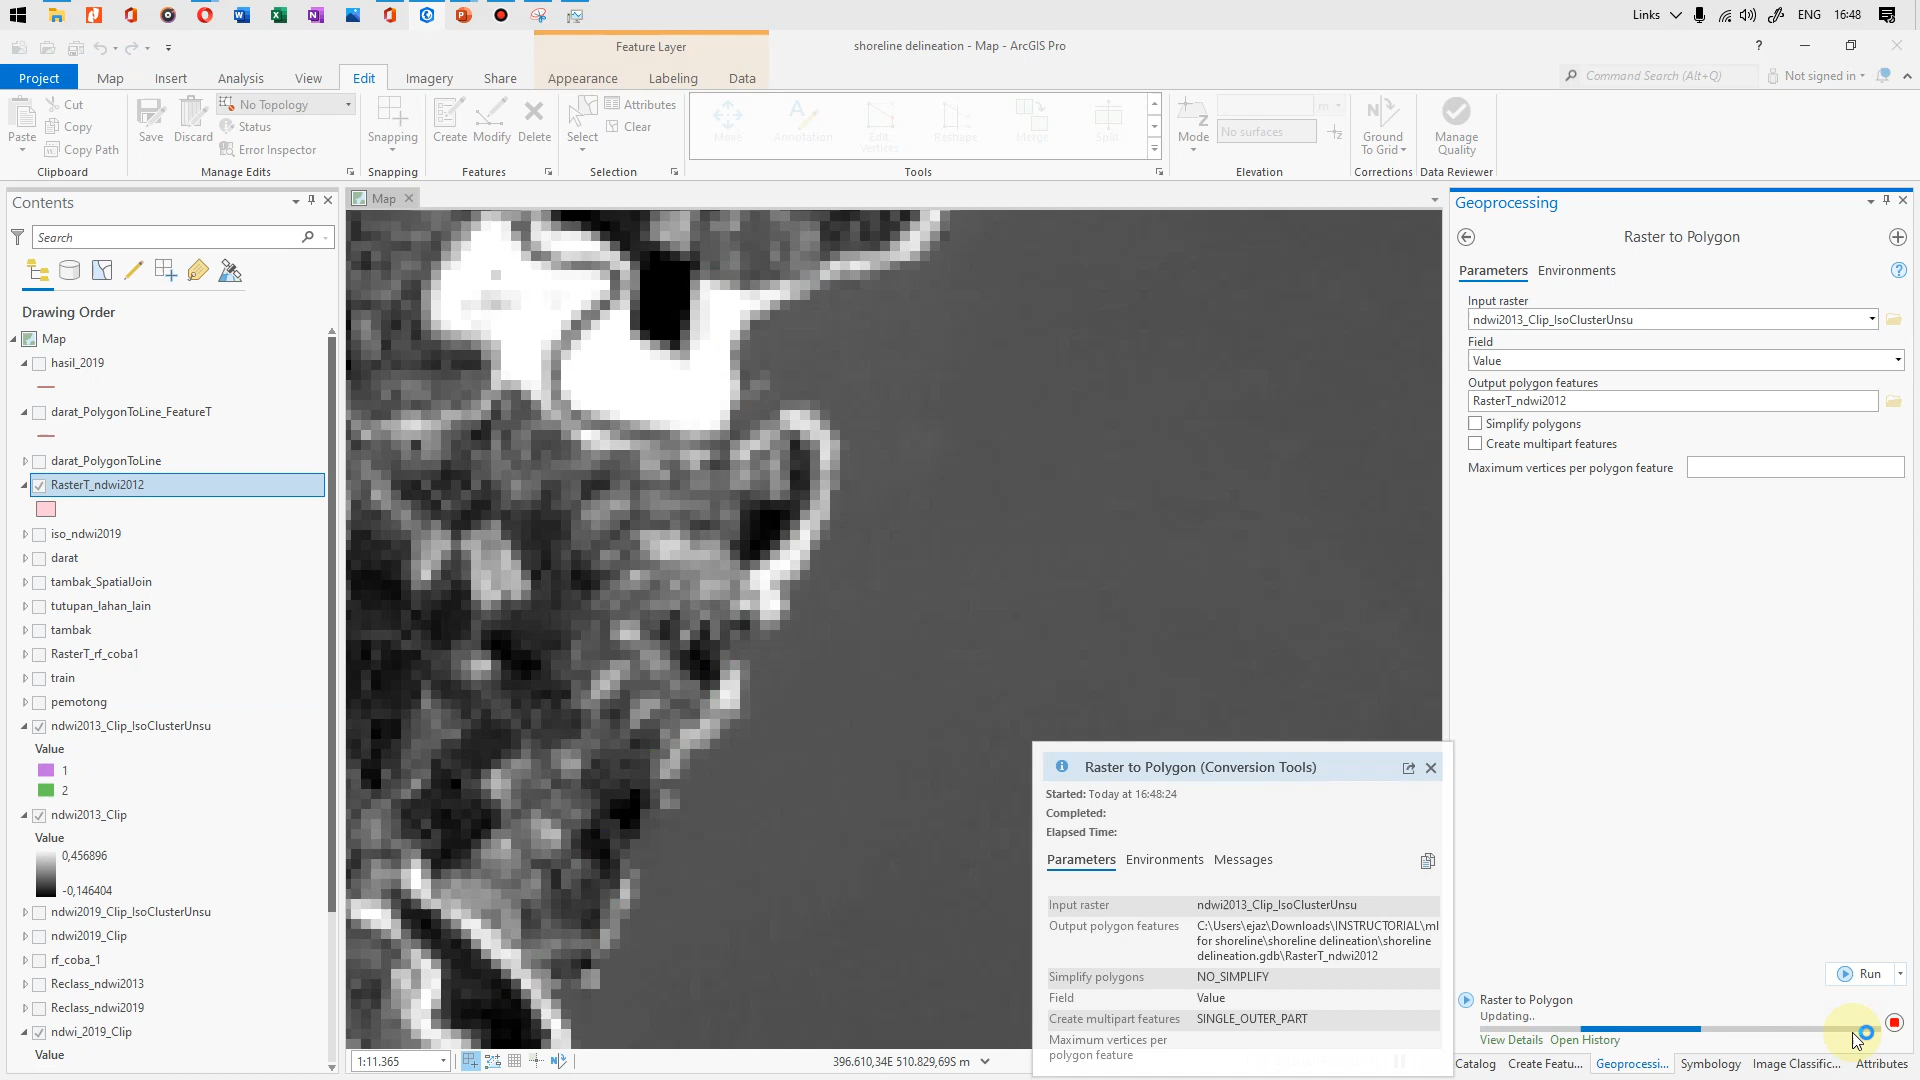 Links
ENG
16:48
Feature Layer
shoreline delineation - Map - ArcGIS Pro
?
Project
Map
Insert
Analysis
View
Edit
Imagery
Share
Appearance
Labeling
Data
Command Search (Alt+Q)
Not signed in
Paste
Cut
Copy
Copy Path
Clipboard
Save
Discard
No Topology
Status
Error Inspector
Manage Edits
Snapping
Snapping
Create
Modify
Delete
Features
Select
Attributes
Clear
Selection
Move
Annotation
Edit
Vertices
Reshape
Merge
Split
Tools
Mode
m
No surfaces
Elevation
Ground
To Grid
Corrections
Manage
Quality
Data Reviewer
Contents
Search
Drawing Order
Map
hasil_2019
darat_PolygonToLine_FeatureT
darat_PolygonToLine
RasterT_ndwi2012
iso_ndwi2019
darat
tambak_SpatialJoin
tutupan_lahan_lain
tambak
RasterT_rf_coba1
train
pemotong
ndwi2013_Clip_IsoClusterUnsu
Value
1
2
ndwi2013_Clip
Value
0,456896
-0,146404
ndwi2019_Clip_IsoClusterUnsu
ndwi2019_Clip
rf_coba_1
Reclass_ndwi2013
Reclass_ndwi2019
ndwi_2019_Clip
Value
Map
1:11.365
396.610,34E 510.829,69S m
Raster to Polygon (Conversion Tools)
Started: Today at 16:48:24
Completed:
Elapsed Time:
Parameters
Environments
Messages
Input raster
ndwi2013_Clip_IsoClusterUnsu
Output polygon features
C:\Users\ejaz\Downloads\INSTRUCTORIAL\ml
for shoreline\shoreline delineation\shoreline
delineation.gdb\RasterT_ndwi2012
Simplify polygons
NO_SIMPLIFY
Field
Value
Create multipart features
SINGLE_OUTER_PART
Maximum vertices per
polygon feature
Geoprocessing
Raster to Polygon
Parameters
Environments
?
Input raster
ndwi2013_Clip_IsoClusterUnsu
Field
Value
Output polygon features
RasterT_ndwi2012
Simplify polygons
Create multipart features
Maximum vertices per polygon feature
Run
Raster to Polygon
Updating..
View Details
Open History
Catalog
Create Featu...
Geoprocessi...
Symbology
Image Classific...
Attributes